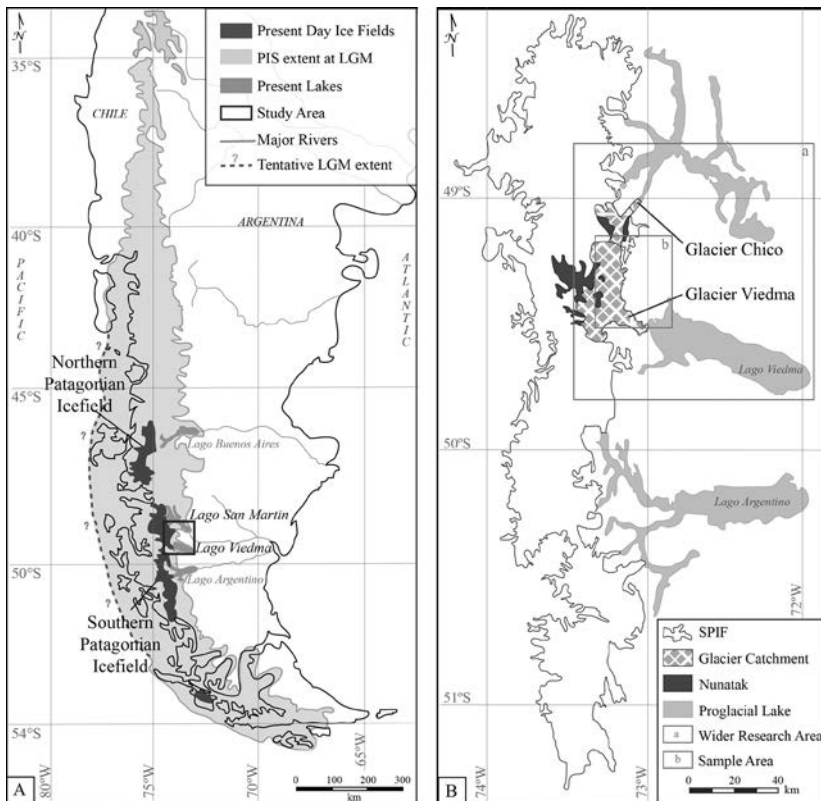 N
35°S
CHILE
Present Day Ice Fields
PIS extent at LGM
Present Lakes
Study Area
Major Rivers
? Tentative LGM extent
ARGENTINA
40°S
PACIFIC
ATLANTIC
?
Northern
Patagonian
Icefield
45°S
?
Lago Buenos Aires
?
Lago San Martin
?
Lago Viedma
50°S
Lago Argentino
?
Southern
Patagonian
Icefield
?
54°S
80°W
75°W
70°W
65°W
0 100 200 300
km
A
N
a
49°S
Glacier Chico
b
Glacier Viedma
Lago Viedma
50°S
Lago Argentino
72°W
SPIF
Glacier Catchment
Nunatak
Proglacial Lake
a Wider Research Area
b Sample Area
51°S
74°W
73°W
0 20 40
km
B